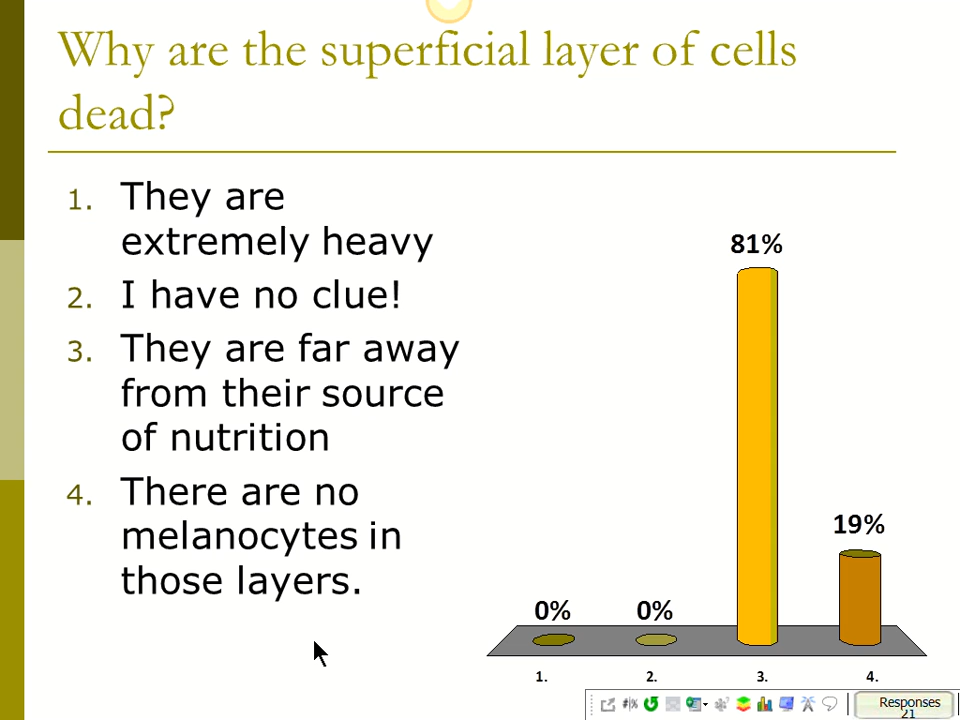 Why are the superficial layer of cells
dead?
1. They are
extremely heavy
2. I have no clue!
3. They are far away
from their source
of nutrition
4. There are no
melanocytes in
those layers.
81%
19%
0% 0%
1. 2. 3. 4.
Responses
21